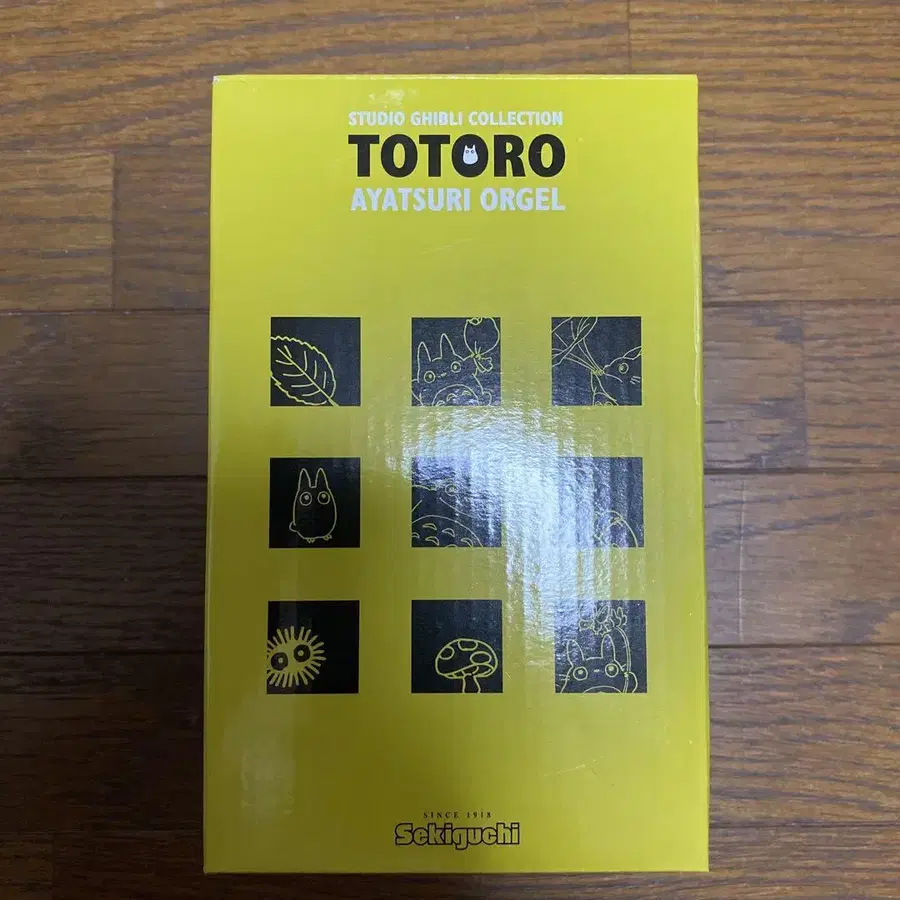 STUDIO GHIBLI COLLECTION
TOTORO
AYATSURI ORGEL
SINCE 1918
Sekiguchi